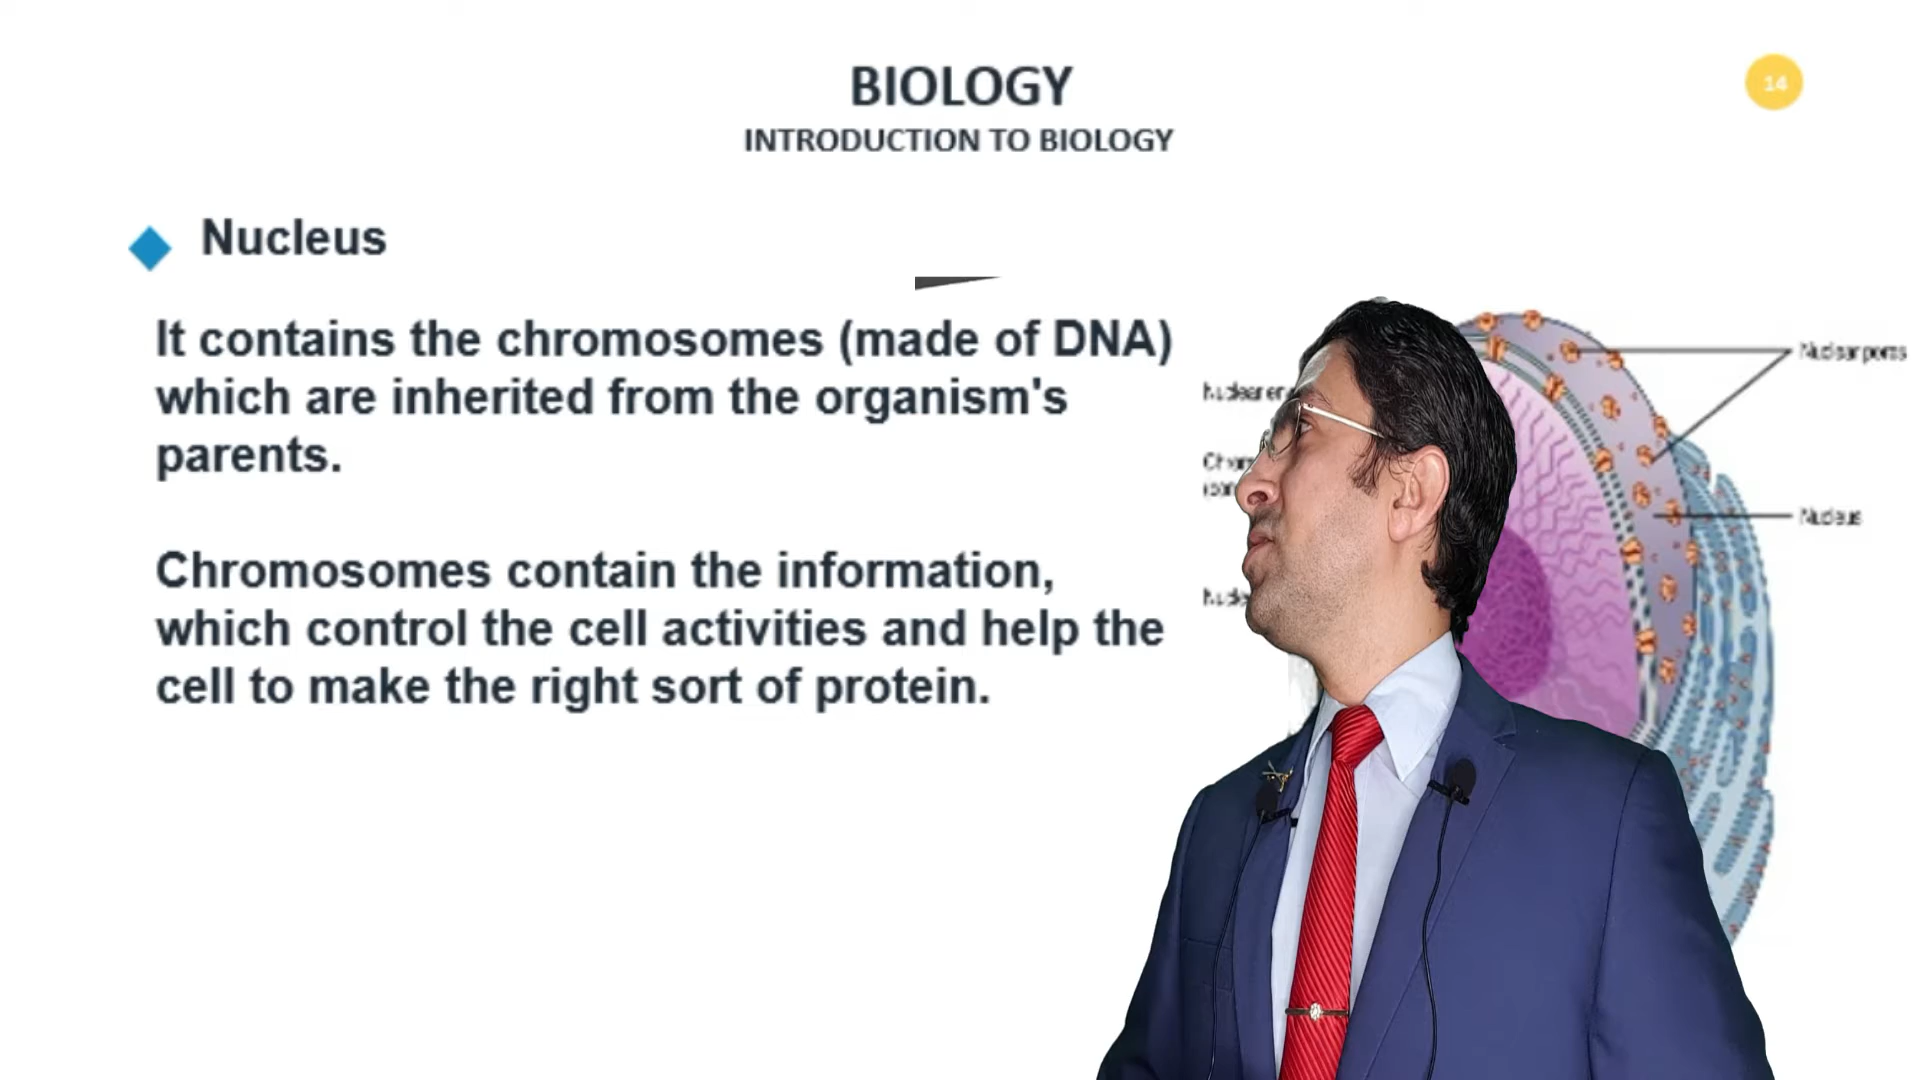 BIOLOGY
14
INTRODUCTION TO BIOLOGY
Nucleus
It contains the chromosomes (made of DNA)
which are inherited from the organism's
parents.
Chromosomes contain the information,
which control the cell activities and help the
cell to make the right sort of protein.
Nuclear pores
Nucleus